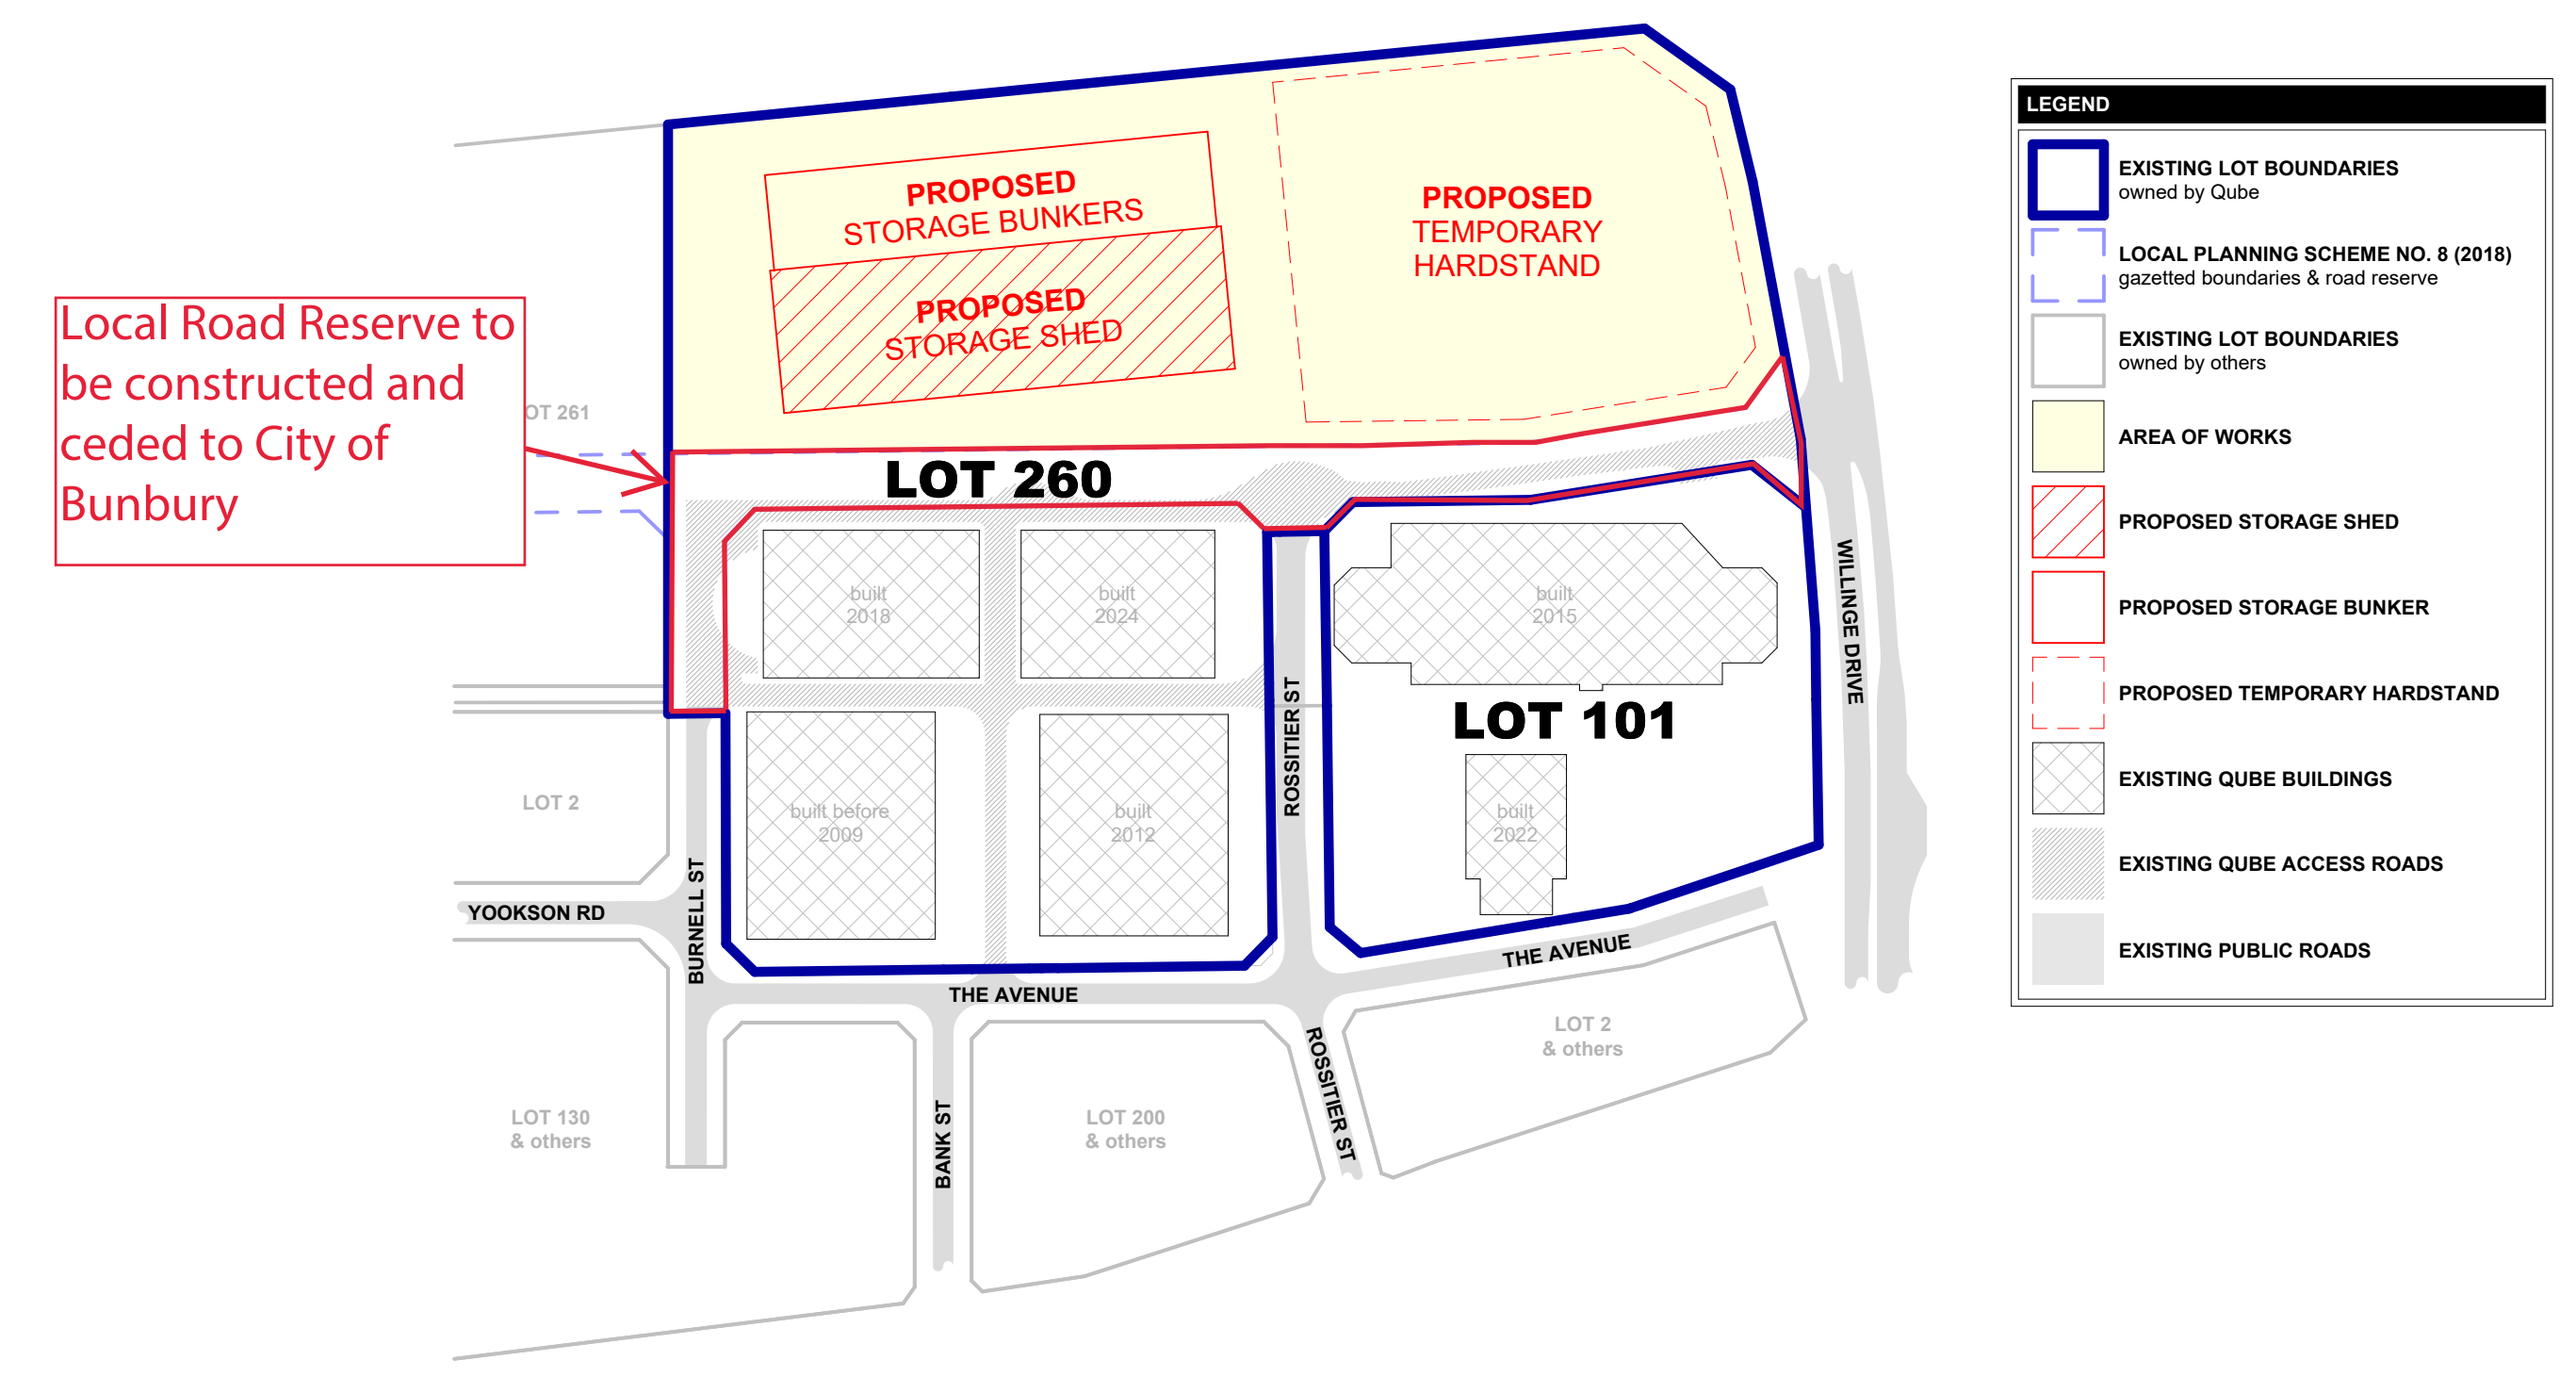 PROPOSED
STORAGE BUNKERS
PROPOSED
STORAGE SHED
PROPOSED
TEMPORARY
HARDSTAND
Local Road Reserve to
be constructed and
ceded to City of
Bunbury
OT 261
LOT 260
built
2018
built
2024
built
2015
WILLINGE DRIVE
ROSSITIER ST
LOT 101
built before
2009
built
2012
built
2022
LOT 2
BURNELL ST
YOOKSON RD
THE AVENUE
THE AVENUE
ROSSITIER ST
BANK ST
LOT 130
& others
LOT 200
& others
LOT 2
& others
LEGEND
EXISTING LOT BOUNDARIES
owned by Qube
LOCAL PLANNING SCHEME NO. 8 (2018)
gazetted boundaries & road reserve
EXISTING LOT BOUNDARIES
owned by others
AREA OF WORKS
PROPOSED STORAGE SHED
PROPOSED STORAGE BUNKER
PROPOSED TEMPORARY HARDSTAND
EXISTING QUBE BUILDINGS
EXISTING QUBE ACCESS ROADS
EXISTING PUBLIC ROADS